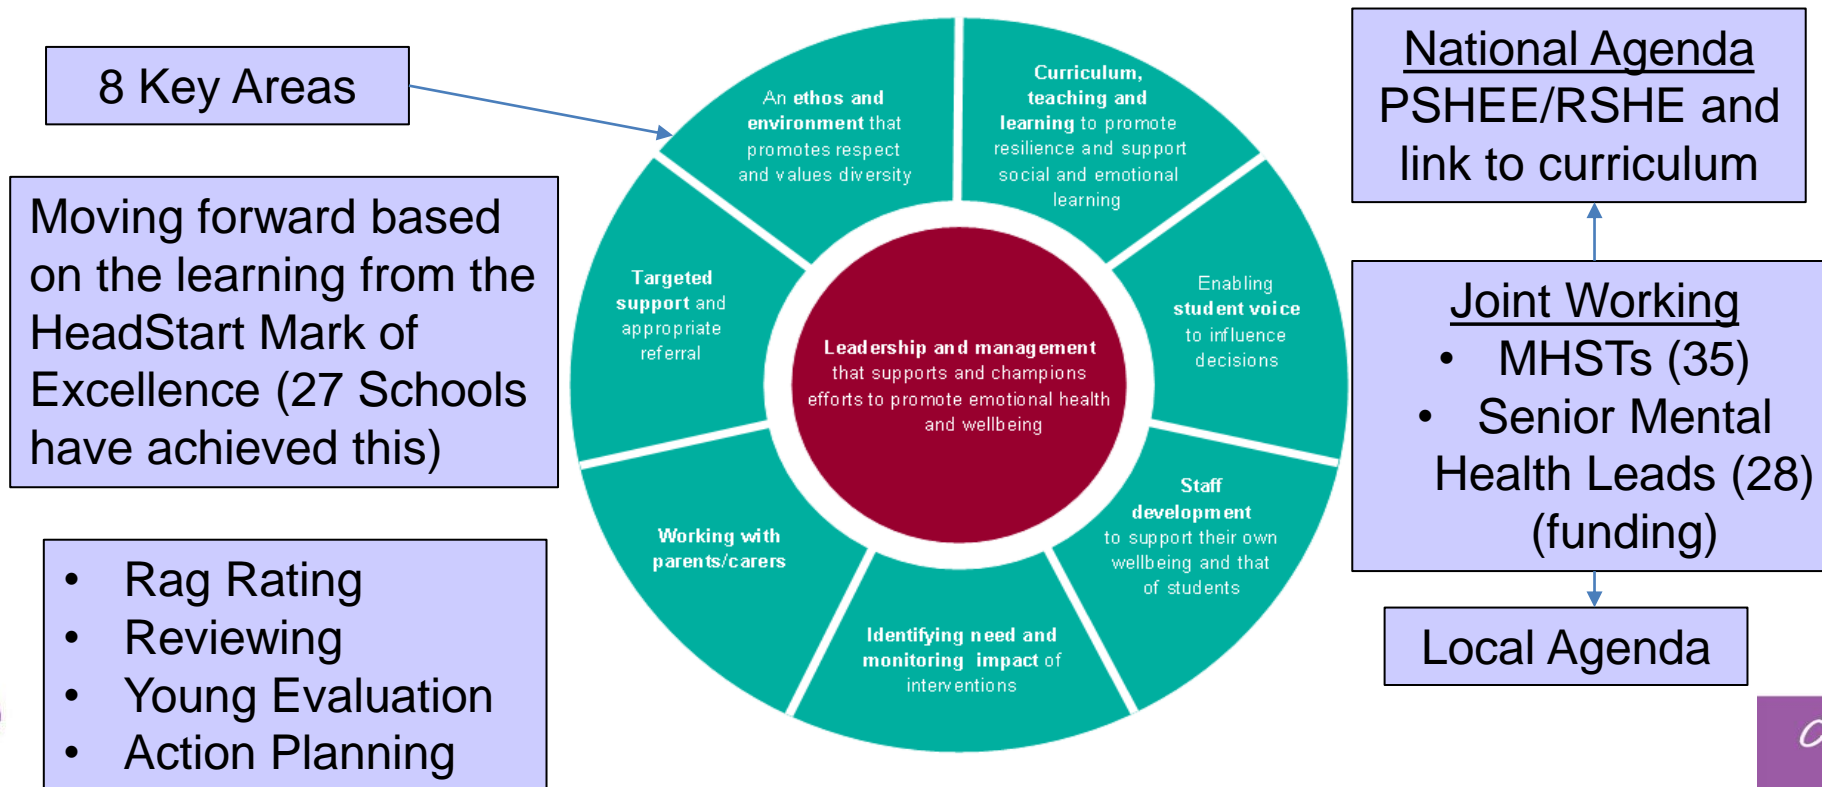 8 Key Areas
Moving forward based
on the learning from the
HeadStart Mark of
Excellence (27 Schools
have achieved this)
• Rag Rating
• Reviewing
• Young Evaluation
• Action Planning
An ethos and
environment that
promotes respect
and values diversity
Curriculum,
teaching and
learning to promote
resilience and support
social and emotional
learning
Enabling
student voice
to influence
decisions
Staff
development
to support their own
wellbeing and that
of students
Identifying need and
monitoring impact of
interventions
Working with
parents/carers
Targeted
support and
appropriate
referral
Leadership and management
that supports and champions
efforts to promote emotional health
and wellbeing
National Agenda
PSHEE/RSHE and
link to curriculum
Joint Working
• MHSTs (35)
• Senior Mental
Health Leads (28)
(funding)
Local Agenda